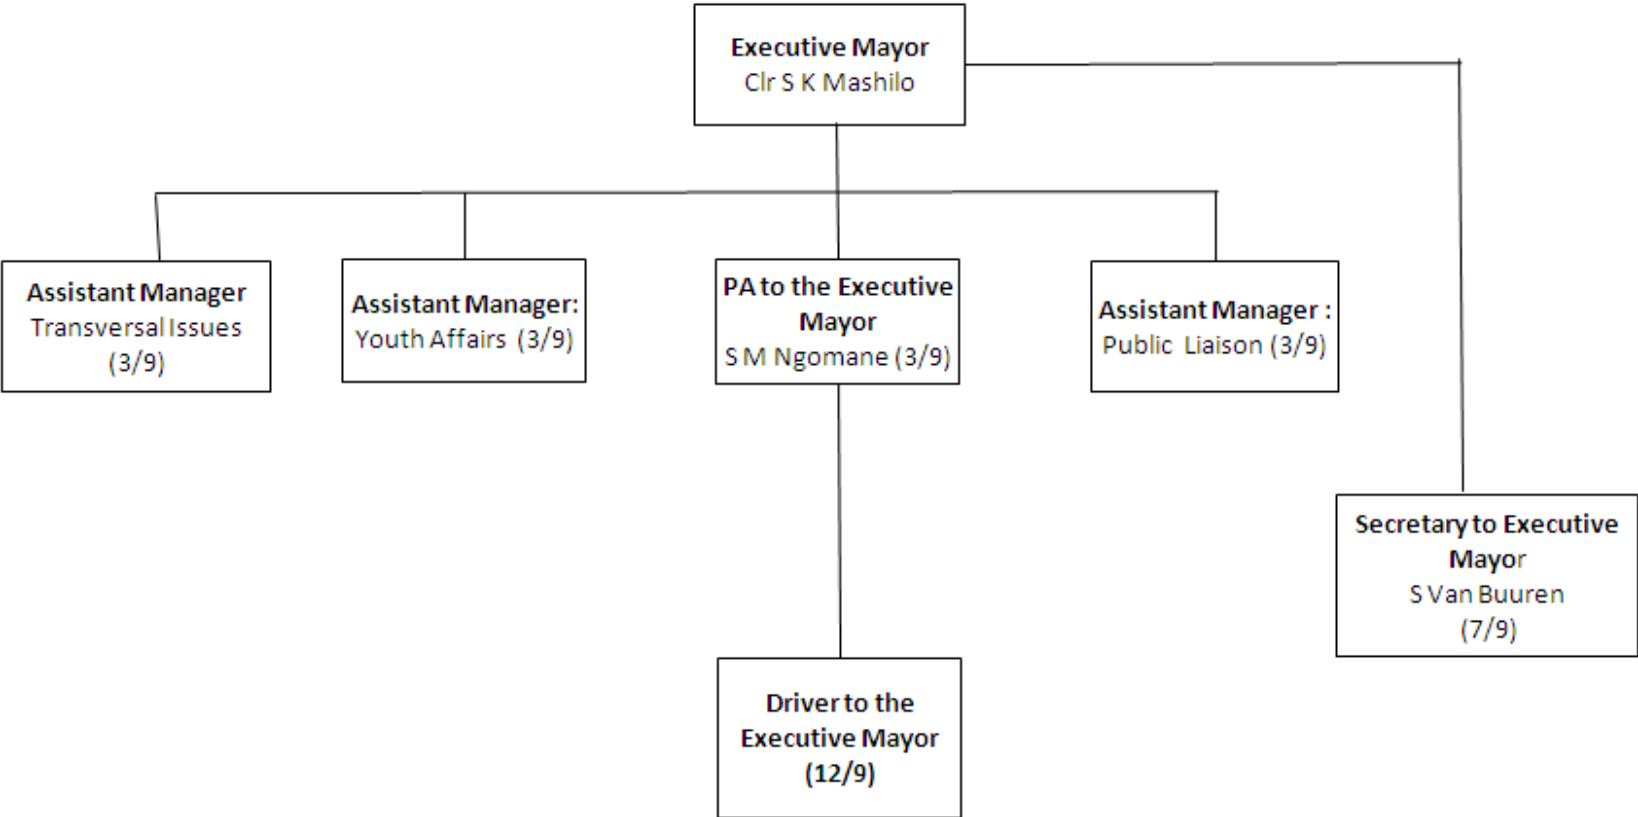 Executive Mayor
Clr S K Mashilo
Assistant Manager
Transversal Issues
(3/9)
Assistant Manager:
Youth Affairs (3/9)
PA to the Executive
Mayor
S M Ngomane (3/9)
Assistant Manager :
Public Liaison (3/9)
Secretary to Executive
Mayor
S Van Buuren
(7/9)
Driver to the
Executive Mayor
(12/9)